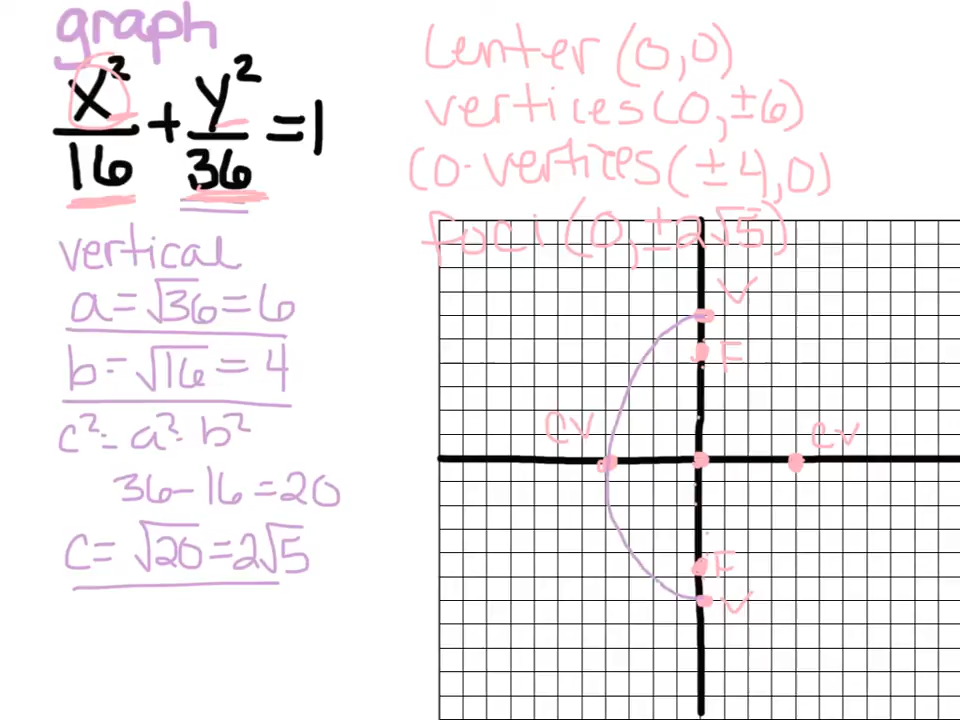 graph
x²/16 + y²/36 = 1
vertical
a = √36 = 6
b = √16 = 4
c² = a² - b²
36 - 16 = 20
c = √20 = 2√5
Center (0,0)
vertices (0, ±6)
co-vertices (±4, 0)
foci (0, ±2√5)
V
F
CV
CV
F
V